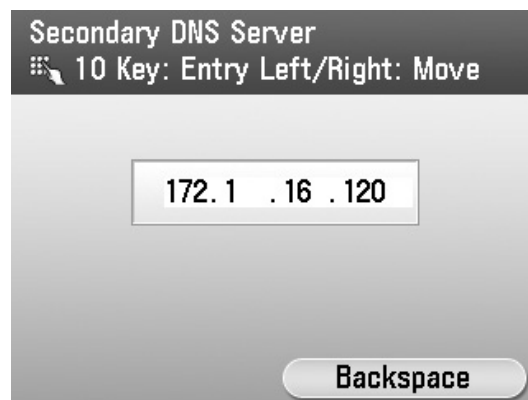 Secondary DNS Server
10 Key: Entry Left/Right: Move
172. 1 .16 .120
Backspace